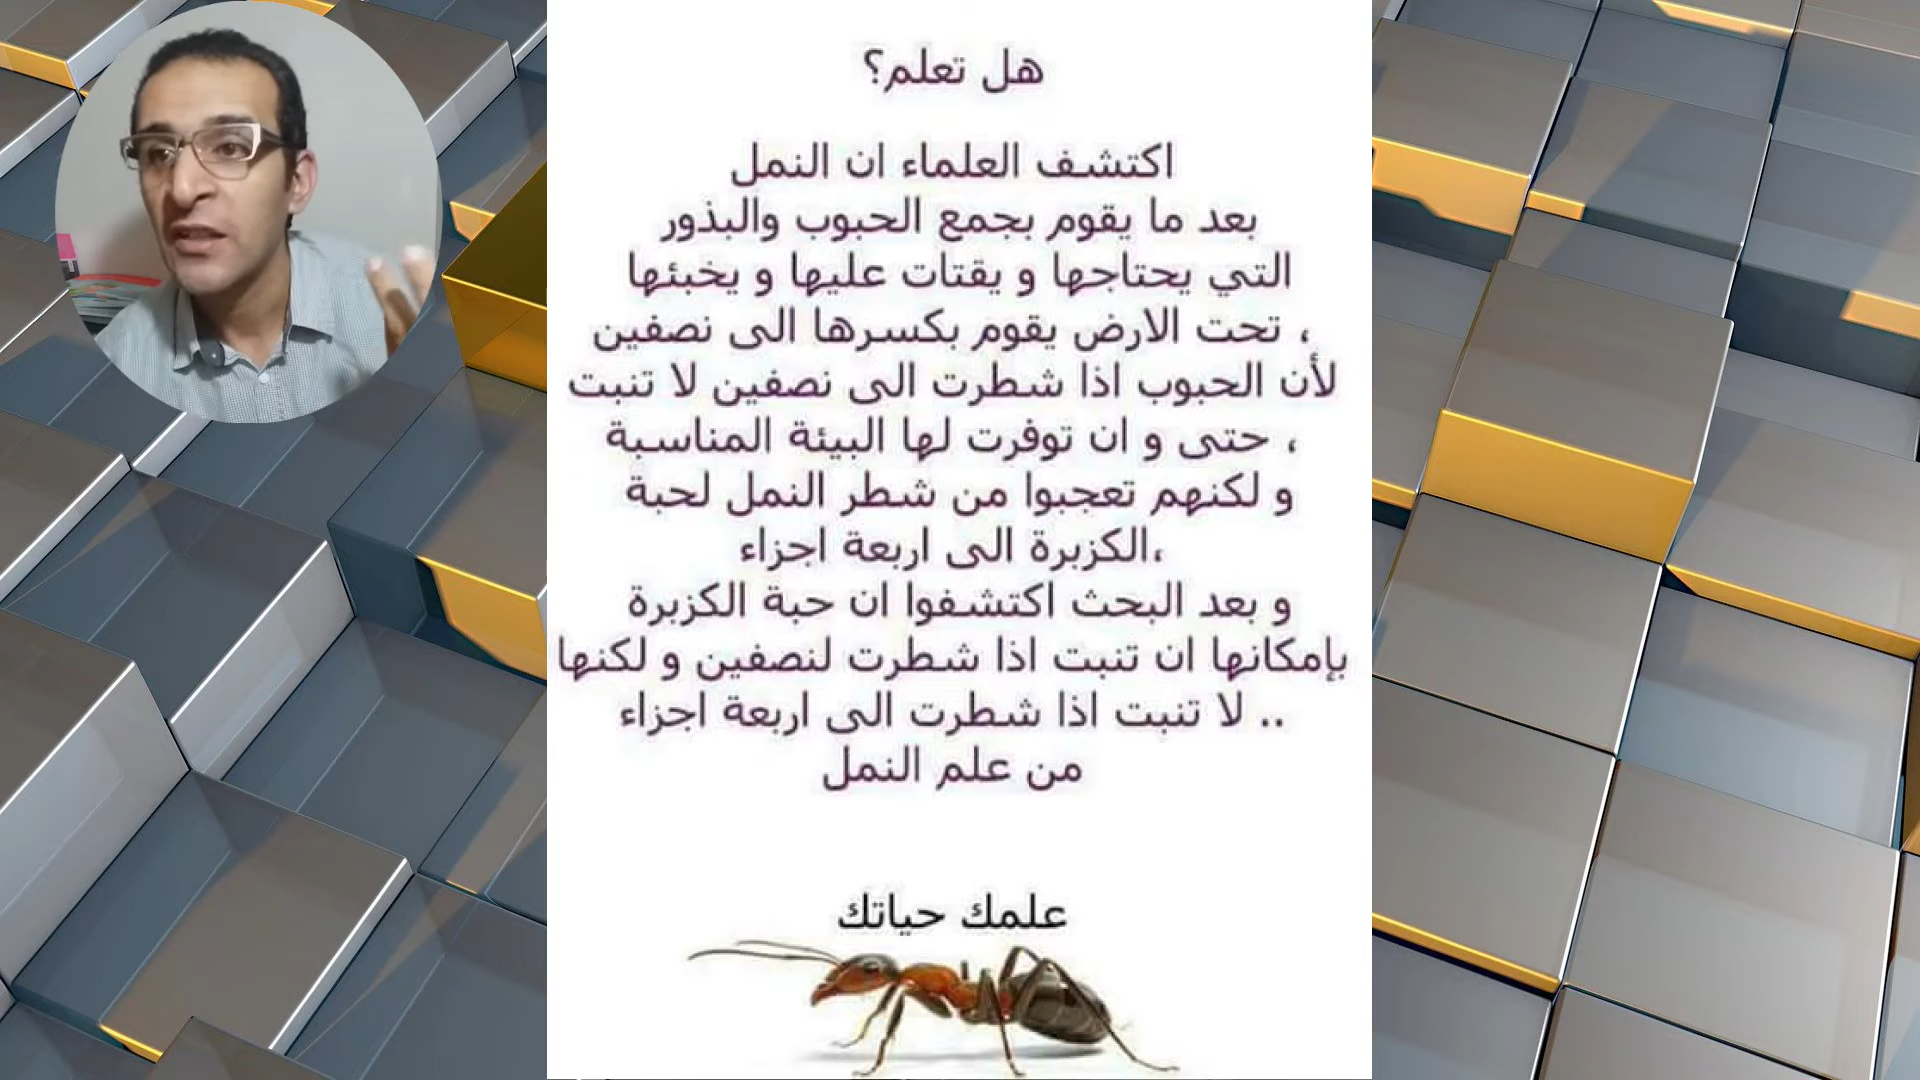 هل تعلم؟
اكتشف العلماء ان النمل
بعد ما يقوم بجمع الحبوب والبذور
التي يحتاجها و يقتات عليها و يخبئها
، تحت الارض يقوم بكسرها الى نصفين
لأن الحبوب اذا شطرت الى نصفين لا تنبت
، حتى و ان توفرت لها البيئة المناسبة
و لكنهم تعجبوا من شطر النمل لحبة
،الكزبرة الى اربعة اجزاء
و بعد البحث اكتشفوا ان حبة الكزبرة
بإمكانها ان تنبت اذا شطرت لنصفين و لكنها
.. لا تنبت اذا شطرت الى اربعة اجزاء
من علم النمل
علمك حياتك